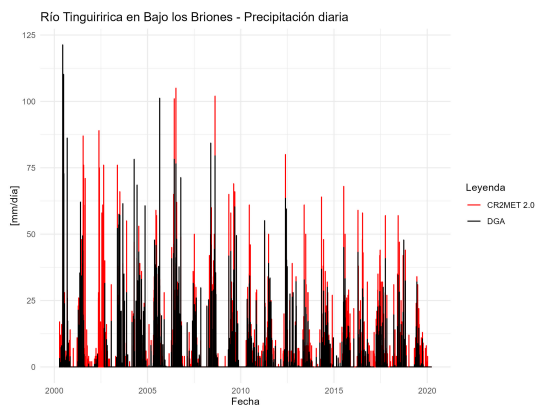 Río Tinguiririca en Bajo los Briones - Precipitación diaria
125
100
75
50
25
0
[mm/día]
2000
2005
2010
2015
2020
Fecha
Leyenda
CR2MET 2.0
DGA